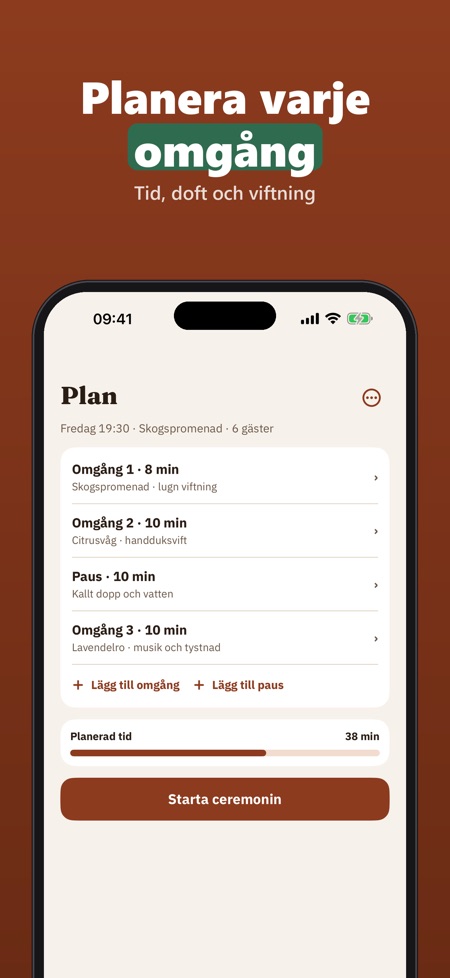 Planera varje
omgång
Tid, doft och viftning
09:41
Plan
Fredag 19:30 · Skogspromenad · 6 gäster
Omgång 1 · 8 min
Skogspromenad · lugn viftning
Omgång 2 · 10 min
Citrusvåg · handduksvift
Paus · 10 min
Kallt dopp och vatten
Omgång 3 · 10 min
Lavendelro · musik och tystnad
+ Lägg till omgång + Lägg till paus
Planerad tid 38 min
Starta ceremonin